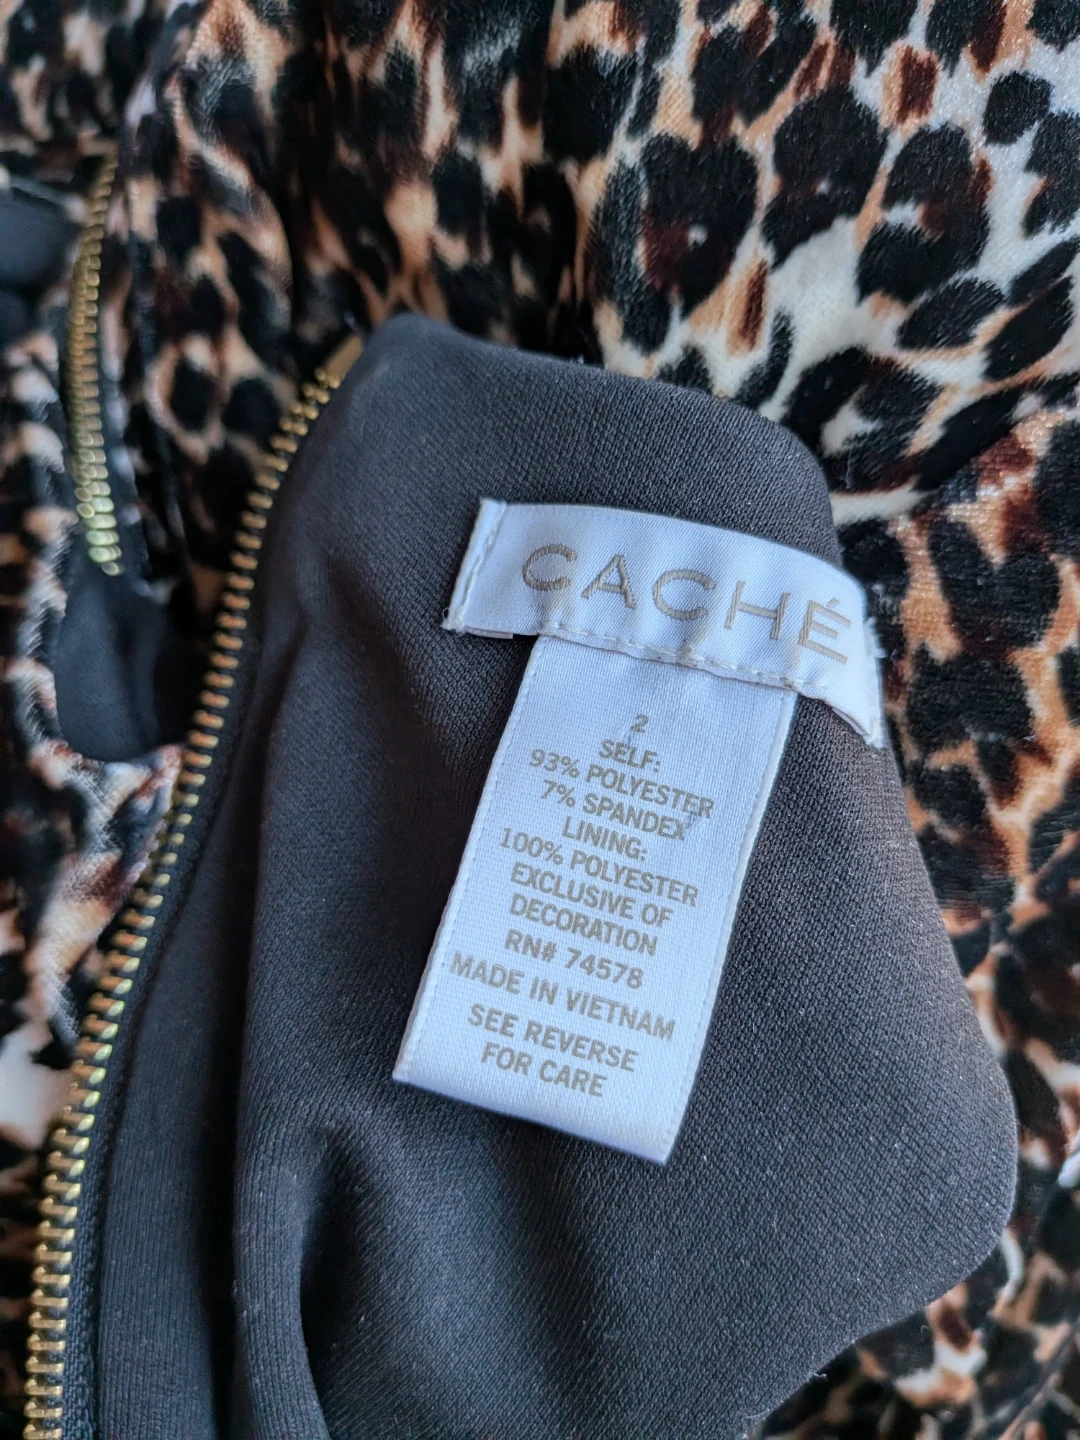 CACHÉ
2
SELF:
93% POLYESTER
7% SPANDEX
LINING:
100% POLYESTER
EXCLUSIVE OF
DECORATION
RN# 74578
MADE IN VIETNAM
SEE REVERSE
FOR CARE